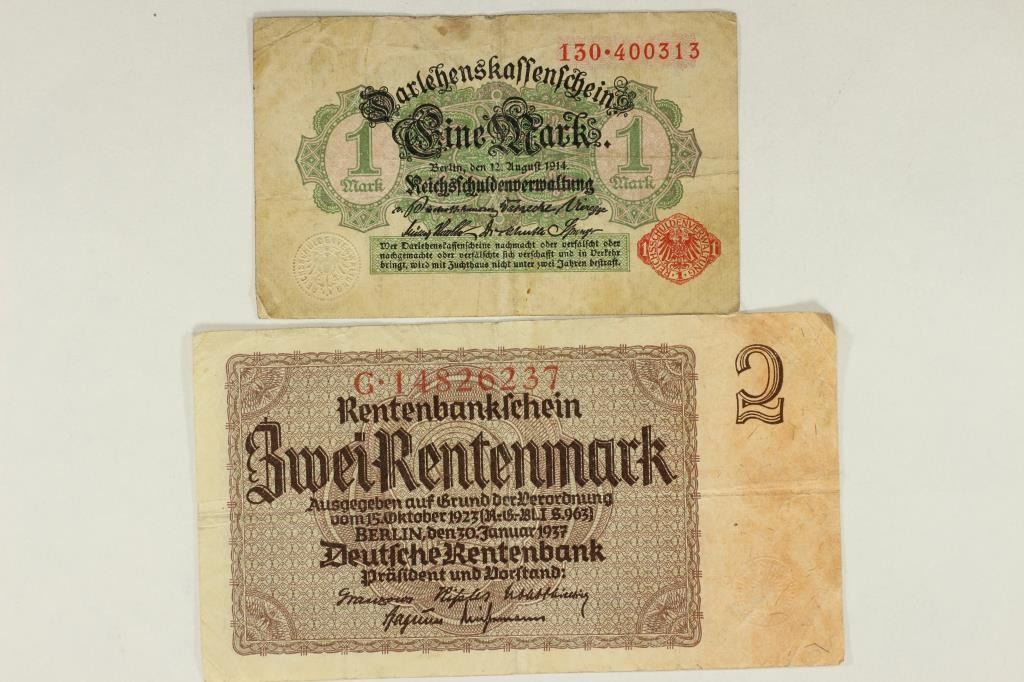 130·400313
Darlehenskassenschein
Eine Mark.
1 Mark
1 Mark
Berlin, den 12. August 1914.
Reichsschuldenverwaltung
Wer Darlehenskassenscheine nachmacht oder verfälscht oder
nachgemachte oder verfälschte sich verschafft und in Verkehr
bringt, wird mit Zuchthaus nicht unter zwei Jahren bestraft.
2
G·14826237
Rentenbankschein
Zwei Rentenmark
Ausgegeben auf Grund der Verordnung
vom 15. Oktober 1923 (R.-G.-Bl. I S. 963)
BERLIN, den 30. Januar 1937
Deutsche Rentenbank
Präsident und Vorstand: